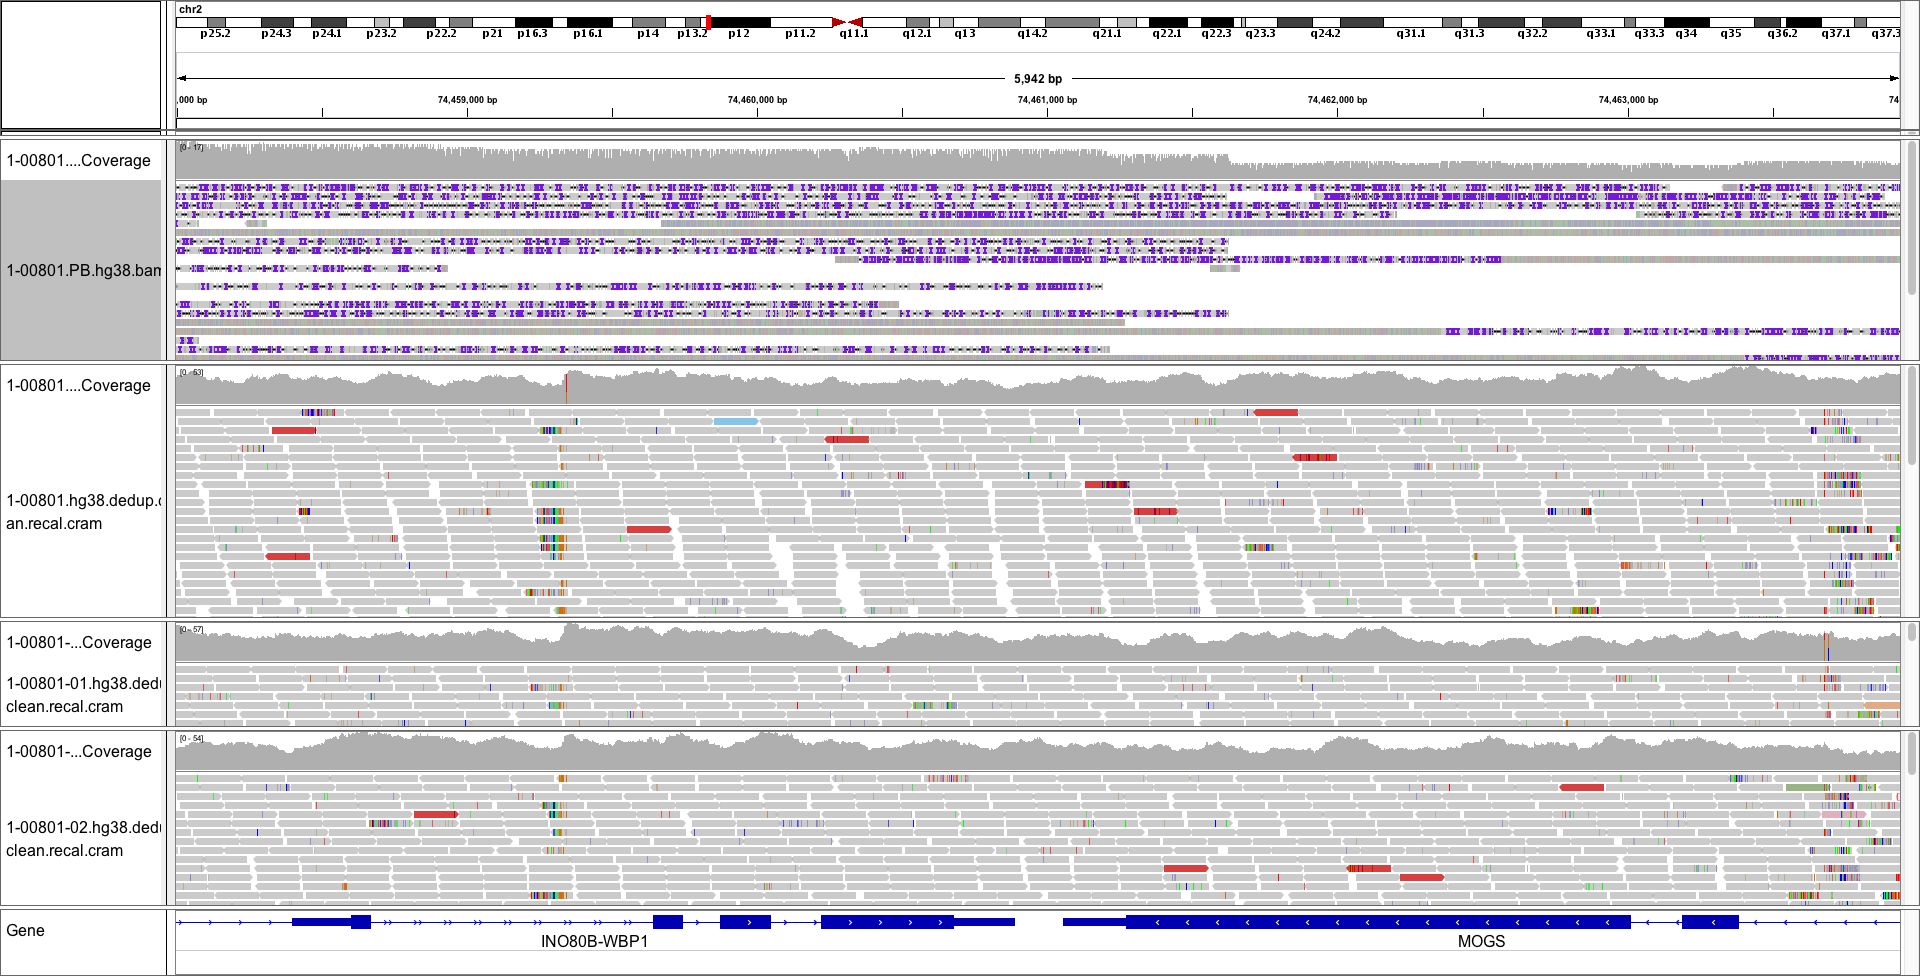 chr2
p25.2 p24.3 p24.1 p23.2 p22.2 p21 p16.3 p16.1 p14 p13.2 p12 p11.2 q11.1 q12.1 q13 q14.2 q21.1 q22.1 q22.3 q23.3 q24.2 q31.1 q31.3 q32.2 q33.1 q33.3 q34 q35 q36.2 q37.1 q37.3
5,942 bp
,000 bp 74,459,000 bp 74,460,000 bp 74,461,000 bp 74,462,000 bp 74,463,000 bp 74
1-00801....Coverage
[0 - 17]
1-00801.PB.hg38.bam
1-00801....Coverage
[0 - 53]
1-00801.hg38.dedup.c
an.recal.cram
1-00801-...Coverage
[0 - 57]
1-00801-01.hg38.dedu
clean.recal.cram
1-00801-...Coverage
[0 - 54]
1-00801-02.hg38.dedu
clean.recal.cram
Gene
INO80B-WBP1 MOGS